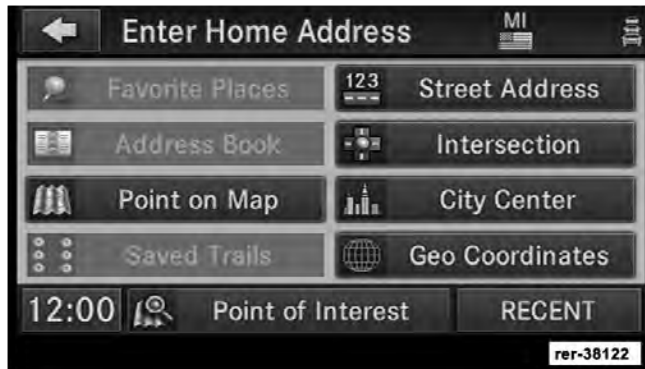 Enter Home Address
MI
Favorite Places
123 Street Address
Address Book
Intersection
Point on Map
City Center
Saved Trails
Geo Coordinates
12:00 Point of Interest RECENT
rer-38122